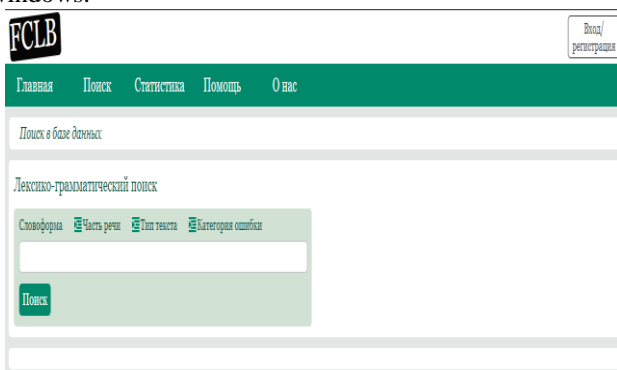 windows.
FCLB
Вход/
регистрация
Главная Поиск Статистика Помощь О нас
Поиск в базе данных
Лексико-грамматический поиск
Словоформа Часть речи Тип текста Категория ошибки
Поиск